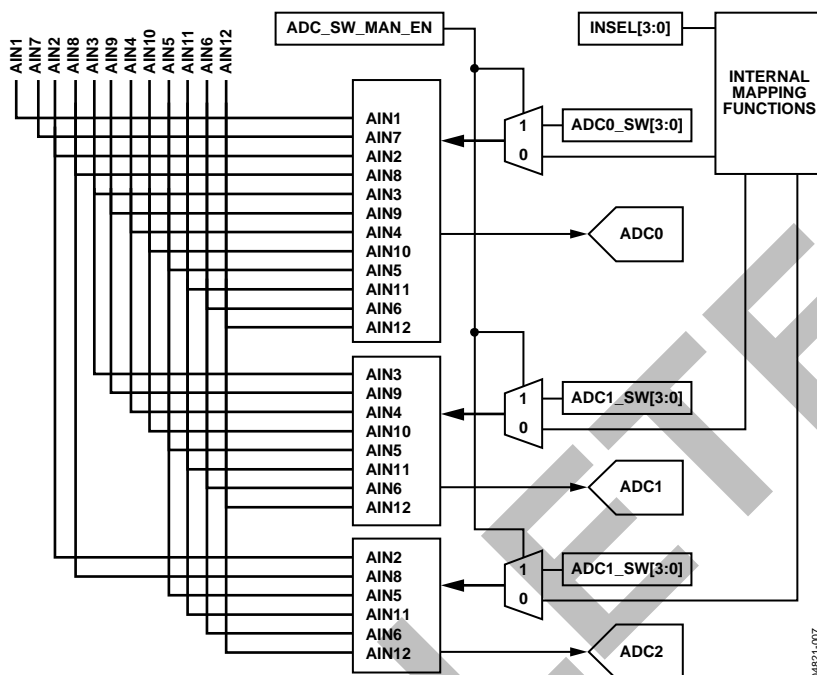 AIN1
AIN7
AIN2
AIN8
AIN3
AIN9
AIN4
AIN10
AIN5
AIN11
AIN6
AIN12
ADC_SW_MAN_EN
INSEL[3:0]
INTERNAL
MAPPING
FUNCTIONS
AIN1
AIN7
AIN2
AIN8
AIN3
AIN9
AIN4
AIN10
AIN5
AIN11
AIN6
AIN12
1
0
ADC0_SW[3:0]
ADC0
AIN3
AIN9
AIN4
AIN10
AIN5
AIN11
AIN6
AIN12
1
0
ADC1_SW[3:0]
ADC1
AIN2
AIN8
AIN5
AIN11
AIN6
AIN12
1
0
ADC1_SW[3:0]
ADC2